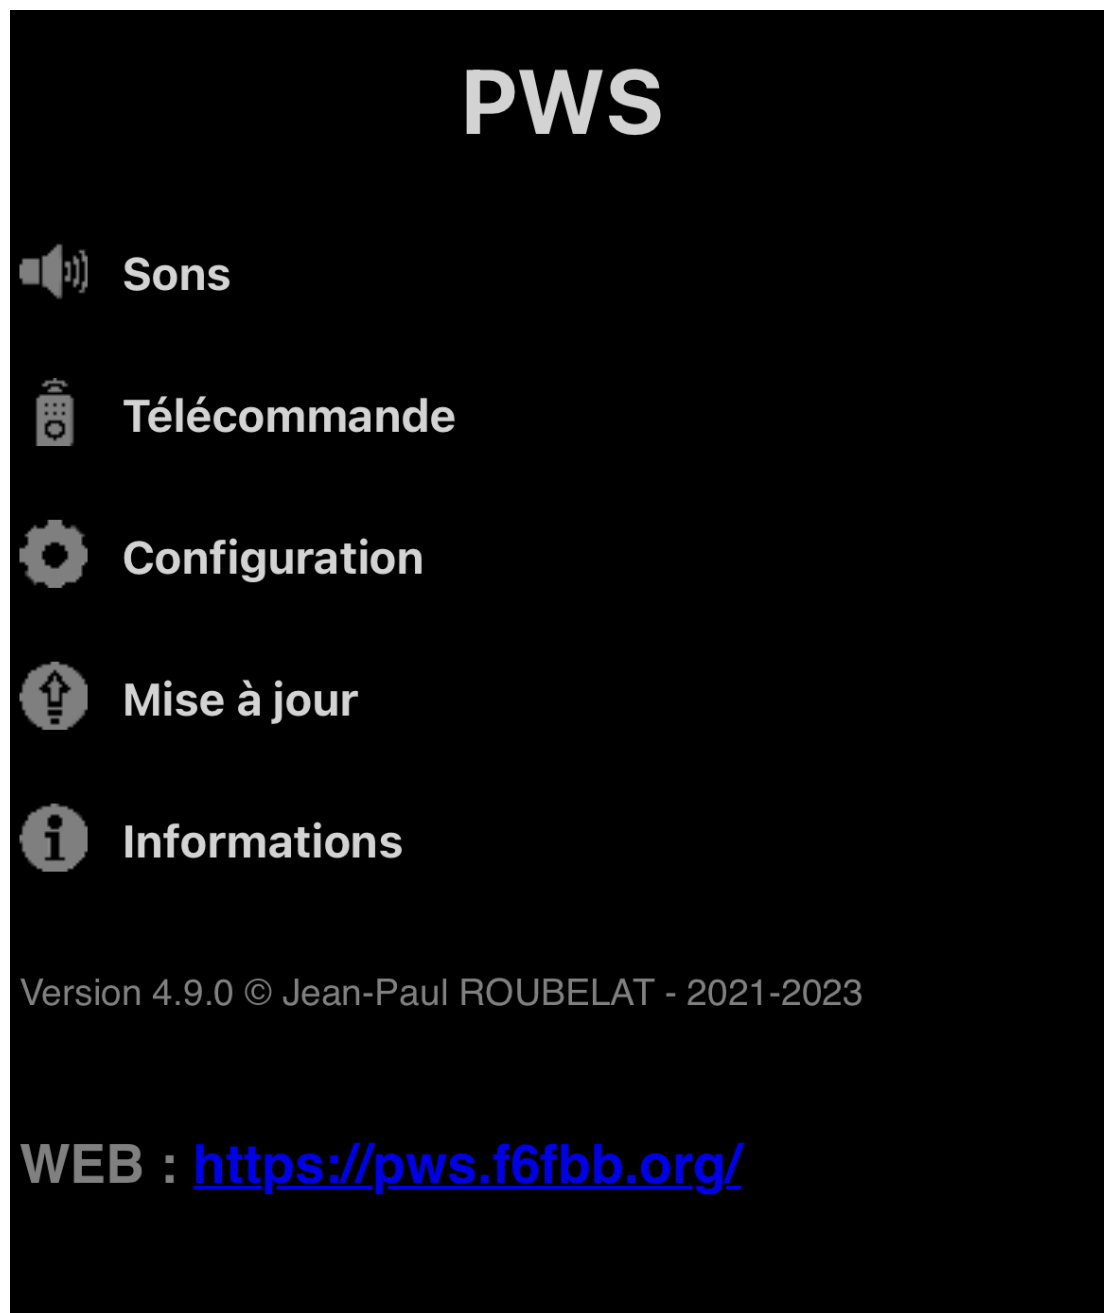 PWS
Sons
Télécommande
Configuration
Mise à jour
Informations
Version 4.9.0 © Jean-Paul ROUBELAT - 2021-2023
WEB : https://pws.f6fbb.org/